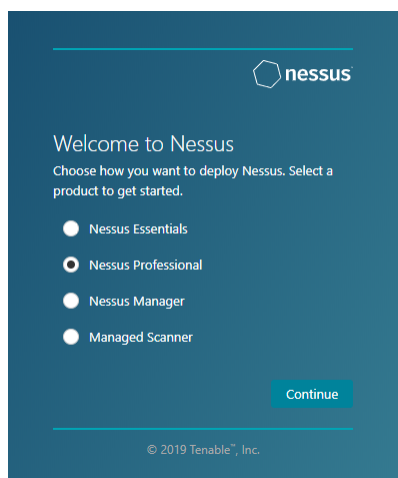 nessus
Welcome to Nessus
Choose how you want to deploy Nessus. Select a
product to get started.
Nessus Essentials
Nessus Professional
Nessus Manager
Managed Scanner
Continue
© 2019 Tenable™, Inc.